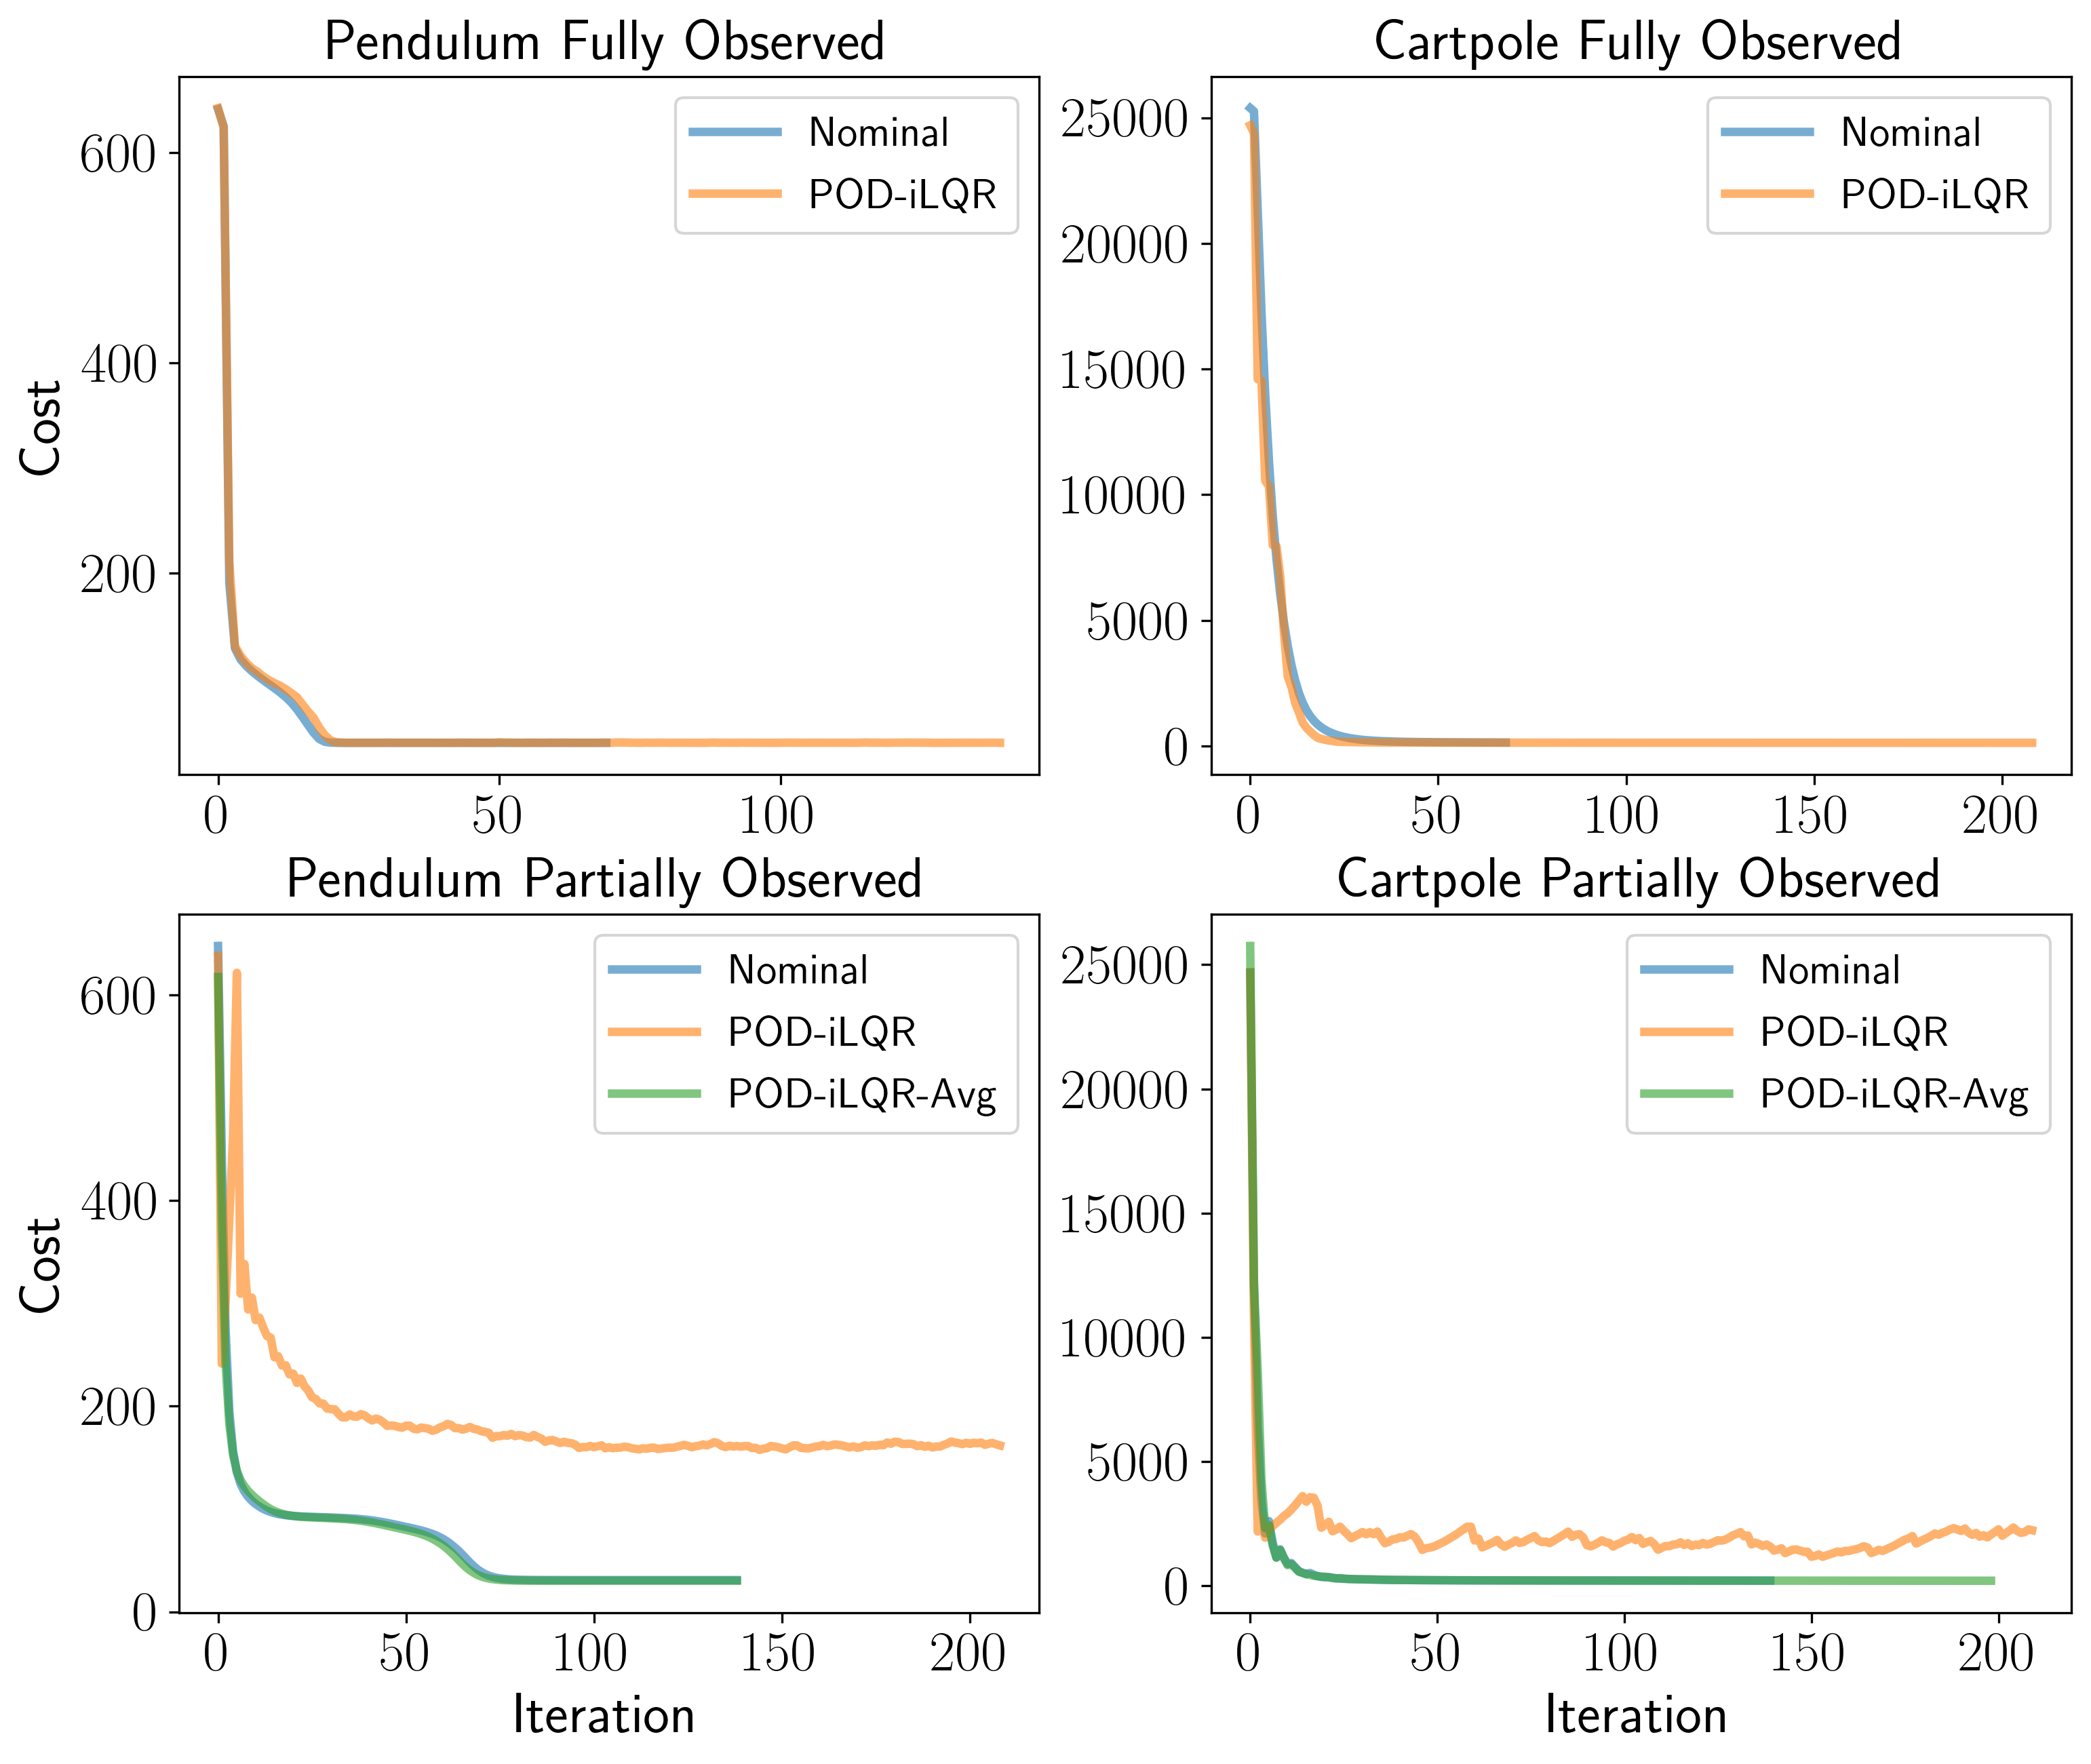 Pendulum Fully Observed
Cost
600
400
200
0
50
100
Nominal
POD-iLQR
Cartpole Fully Observed
25000
20000
15000
10000
5000
0
0
50
100
150
200
Nominal
POD-iLQR
Pendulum Partially Observed
Cost
600
400
200
0
0
50
100
150
200
Iteration
Nominal
POD-iLQR
POD-iLQR-Avg
Cartpole Partially Observed
25000
20000
15000
10000
5000
0
0
50
100
150
200
Iteration
Nominal
POD-iLQR
POD-iLQR-Avg